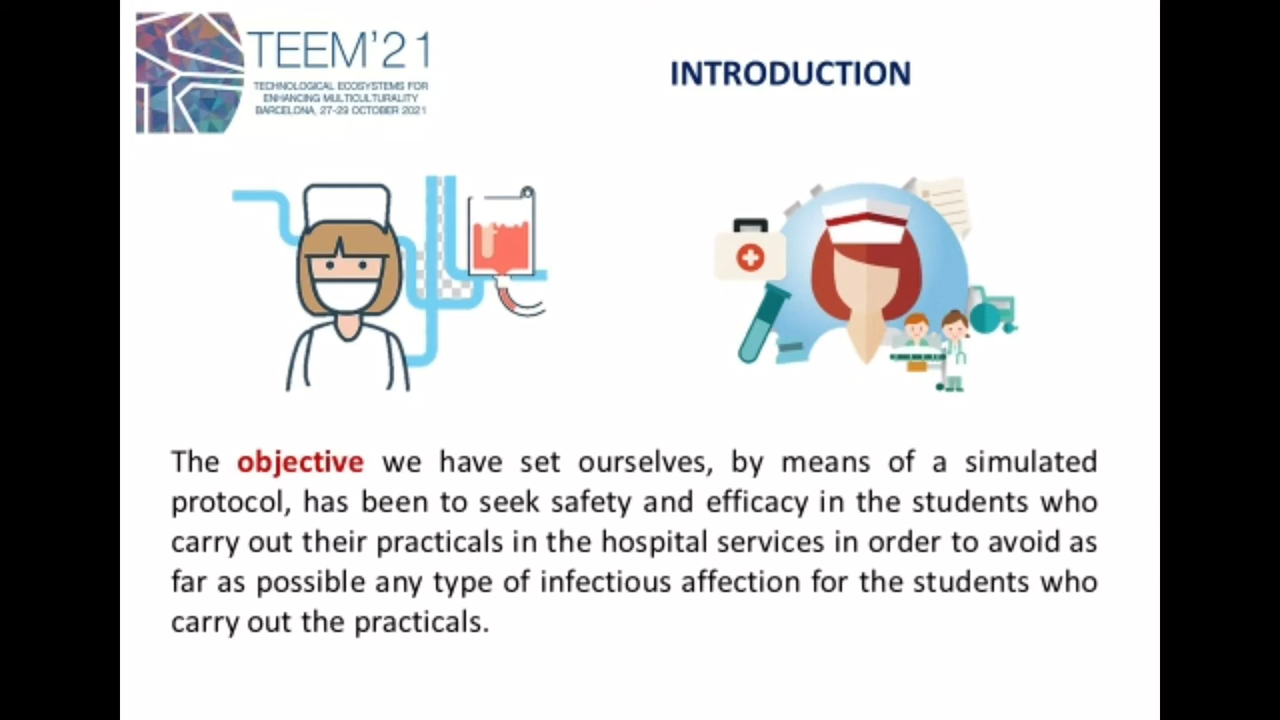 TEEM'21
TECHNOLOGICAL ECOSYSTEMS FOR
ENHANCING MULTICULTURALITY
BARCELONA, 27-29 OCTOBER 2021
INTRODUCTION
The objective we have set ourselves, by means of a simulated
protocol, has been to seek safety and efficacy in the students who
carry out their practicals in the hospital services in order to avoid as
far as possible any type of infectious affection for the students who
carry out the practicals.